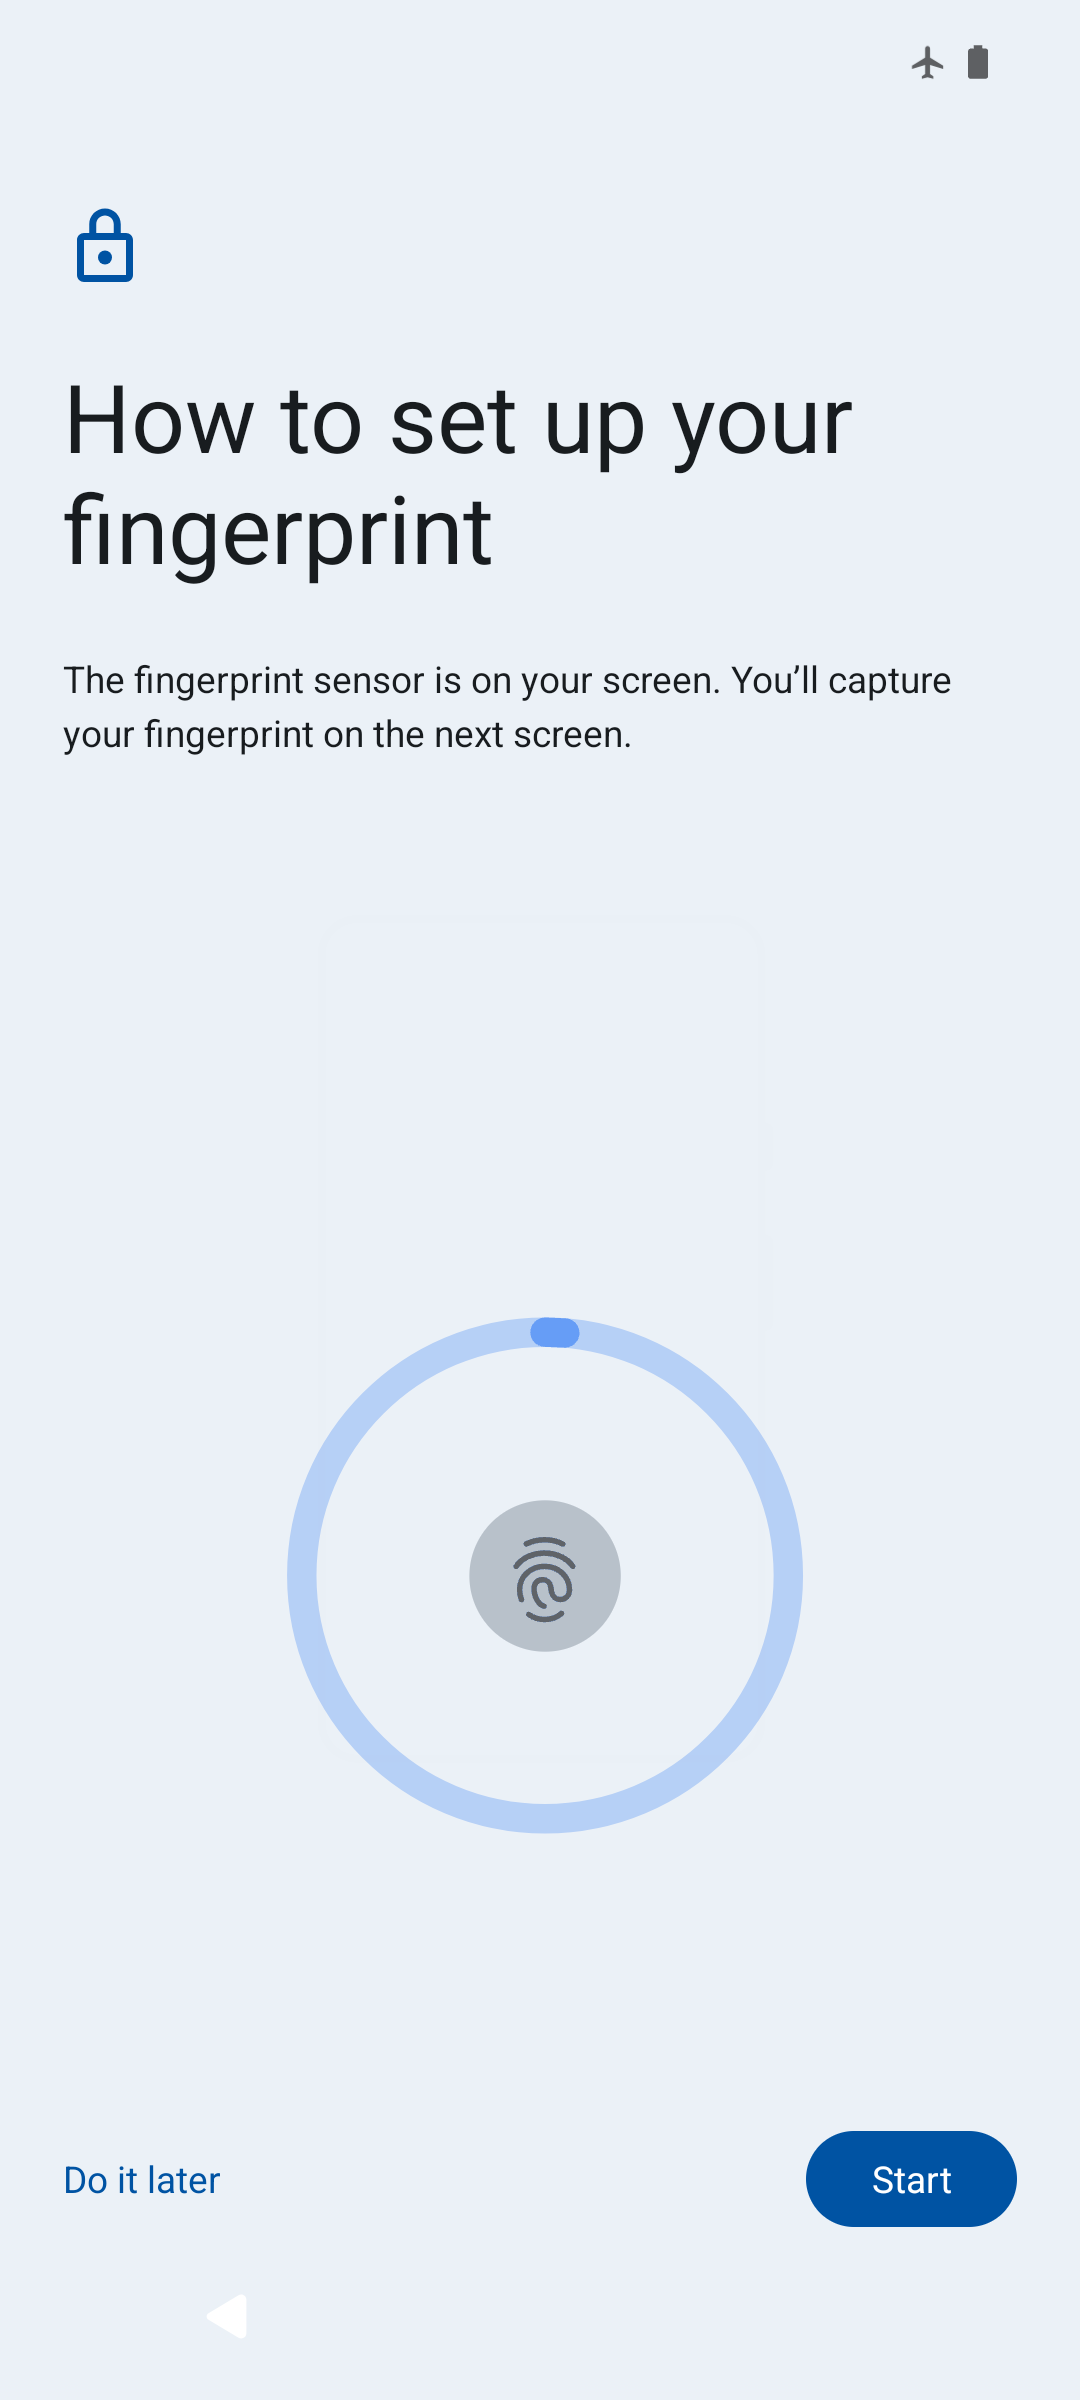 How to set up your
fingerprint
The fingerprint sensor is on your screen. You’ll capture
your fingerprint on the next screen.
Do it later
Start